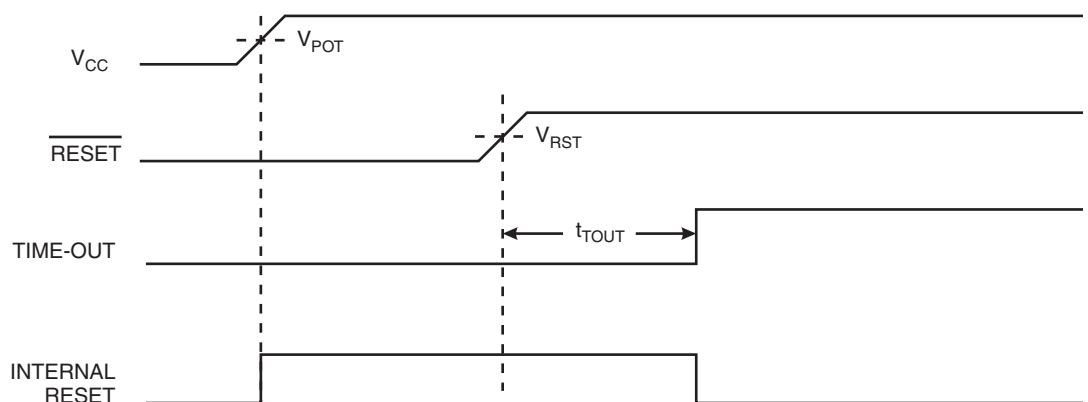 VCC
VPOT
RESET
VRST
TIME-OUT
tTOUT
INTERNAL
RESET